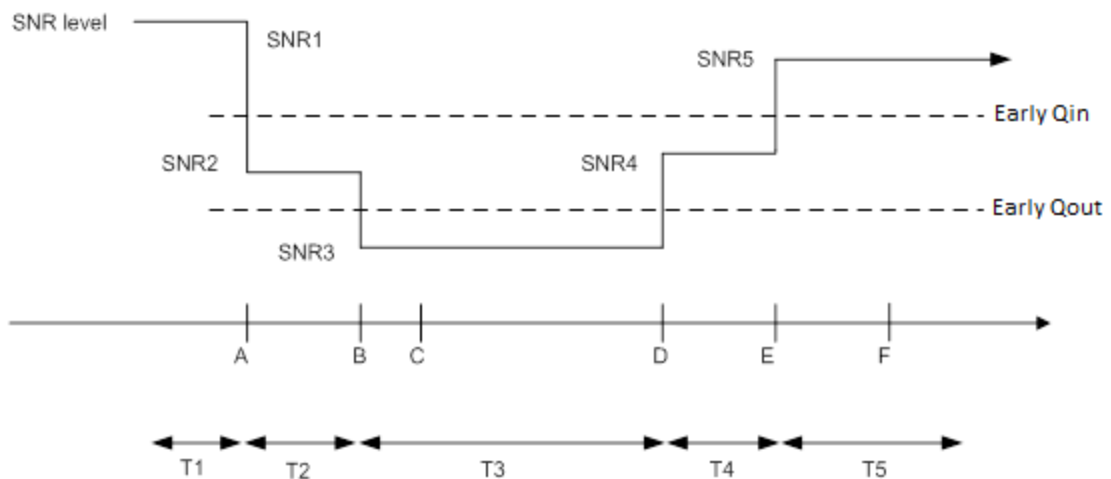 SNR level
SNR1
SNR5
Early Qin
SNR2
SNR4
Early Qout
SNR3
A B C D E F
T1 T2 T3 T4 T5